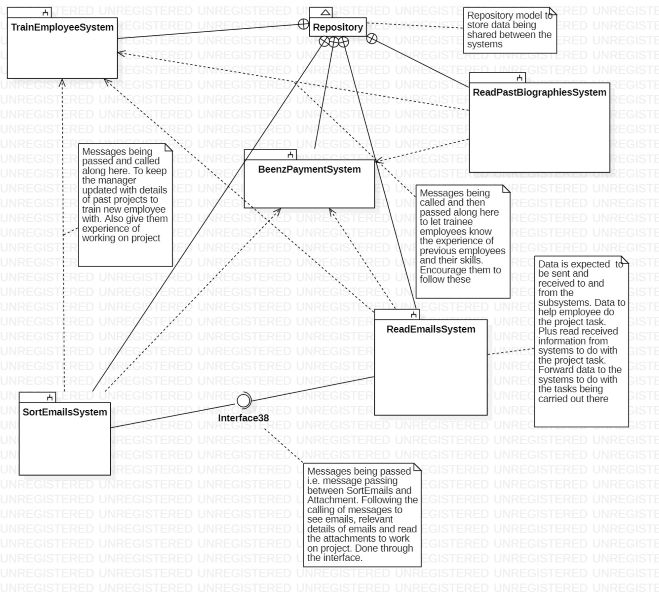 TrainEmployeeSystem
Repository
Repository model to
store data being
shared between the
systems
ReadPastBiographiesSystem
Messages being
passed and called
along here. To keep
the manager
updated with details
of past projects to
train new employee
with. Also give them
experience of
working on project
BeenzPaymentSystem
Messages being
called and then
passed along here
to let trainee
employees know
the experience of
previous employees
and their skills.
Encourage them to
follow these
Data is expected to
be sent and
received to and
from the
subsystems. Data to
help employee do
the project task.
Plus read received
information from
systems to do with
the project task.
Forward data to the
systems to do with
the tasks being
carried out there
ReadEmailsSystem
SortEmailsSystem
Interface38
Messages being passed
i.e. message passing
between SortEmails and
Attachment. Following the
calling of messages to
see emails, relevant
details of emails and read
the attachments to work
on project. Done through
the interface.